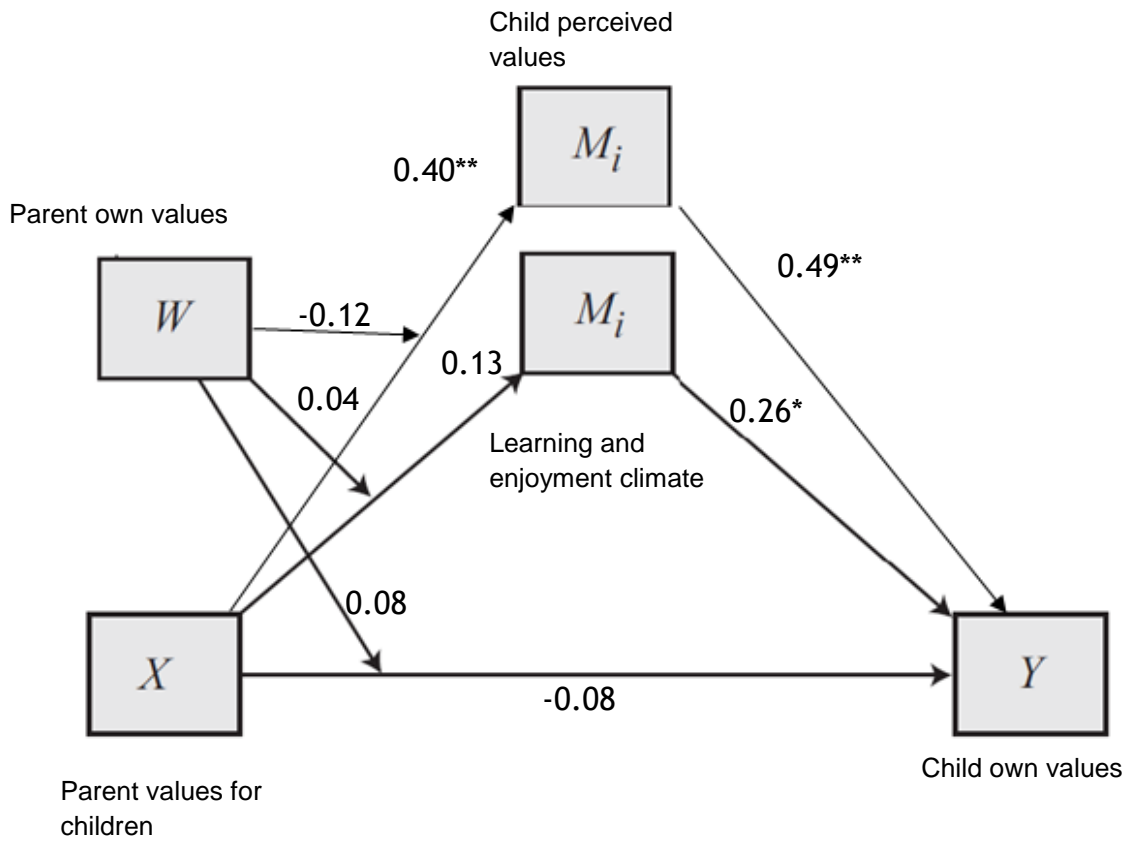 Child perceived
values
M_i
0.40**
Parent own values
0.49**
W
-0.12
M_i
0.13
0.04
0.26*
Learning and
enjoyment climate
0.08
X
-0.08
Y
Child own values
Parent values for
children